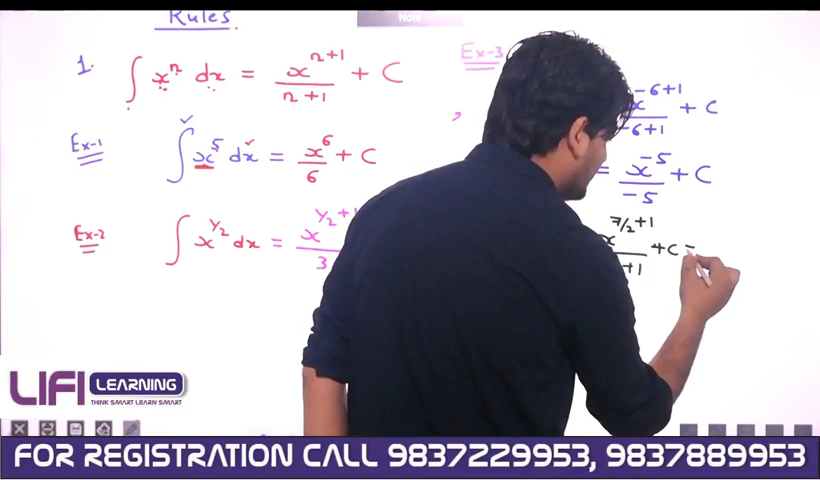 Note
Rules
1. ∫ xⁿ dx = x^(n+1)/(n+1) + C
Ex-1 ∫ x⁵ dx = x⁶/6 + C
Ex-2 ∫ x^(1/2) dx = x^(1/2+1)/3
Ex-3
x^(-6+1)/(-6+1) + C
= x^(-5)/(-5) + C
x^(7/2+1)/(+1) + C =
LIFI LEARNING
THINK SMART LEARN SMART
FOR REGISTRATION CALL 9837229953, 9837889953